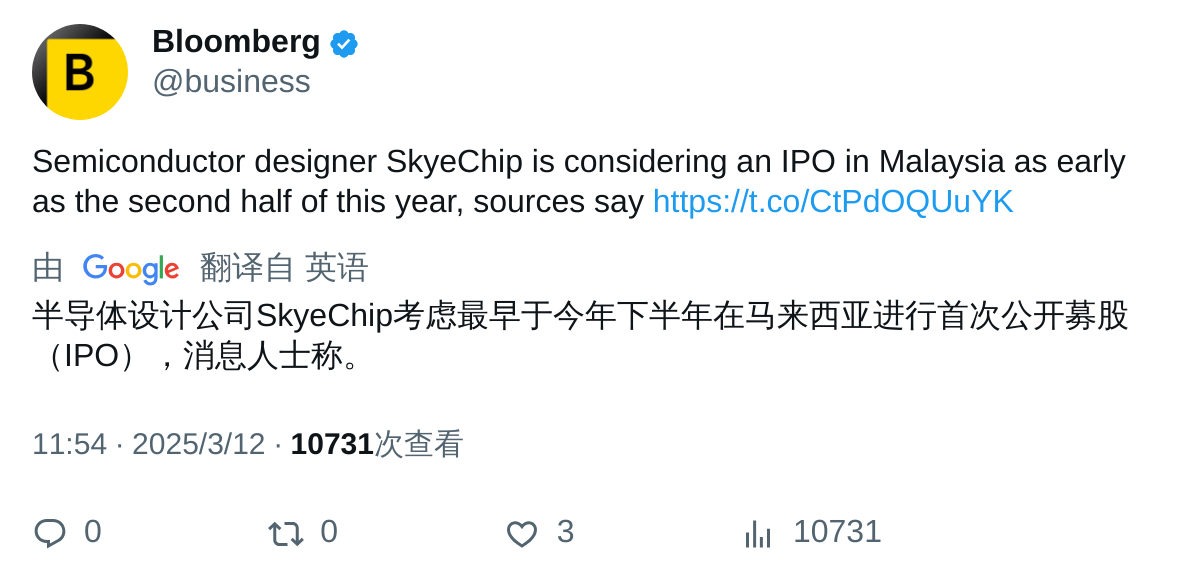 B
Bloomberg
@business
Semiconductor designer SkyeChip is considering an IPO in Malaysia as early
as the second half of this year, sources say https://t.co/CtPdOQUuYK
由 Google 翻译自 英语
半导体设计公司SkyeChip考虑最早于今年下半年在马来西亚进行首次公开募股
（IPO），消息人士称。
11:54 · 2025/3/12 · 10731次查看
0 0 3 10731